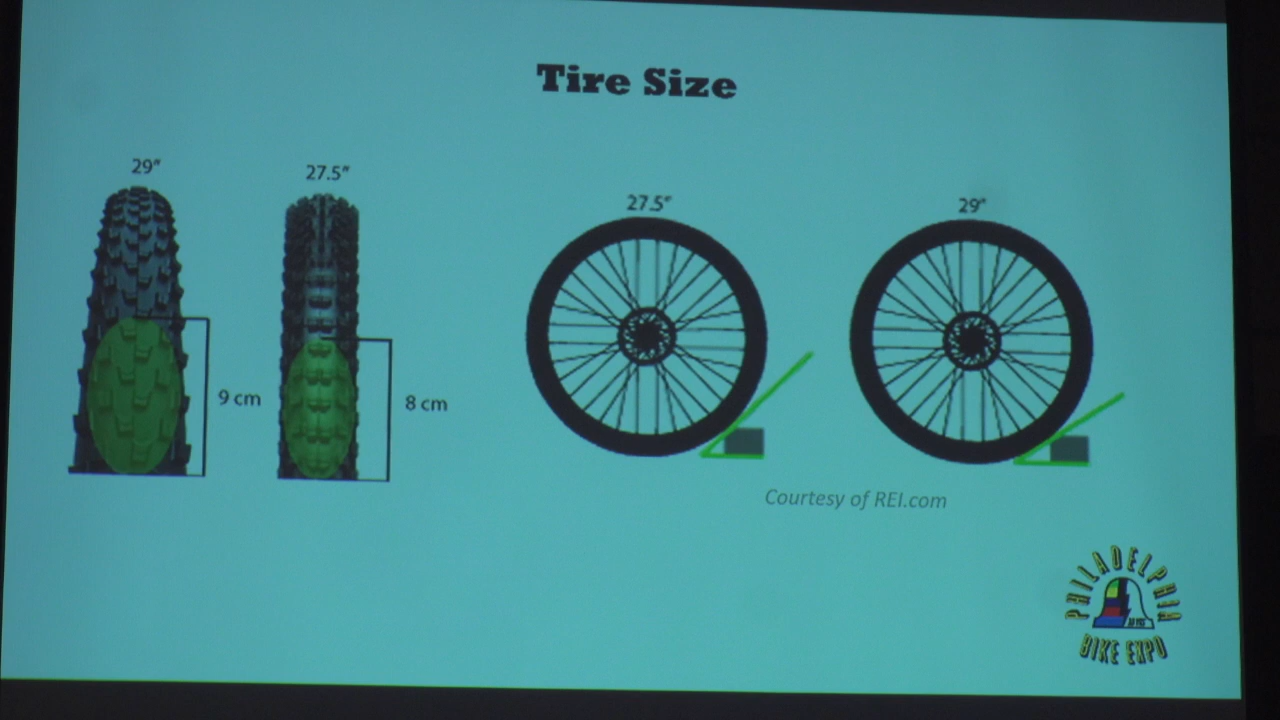 Tire Size
29"
27.5"
27.5"
29"
9 cm
8 cm
Courtesy of REI.com
PHILADELPHIA
BIKE EXPO